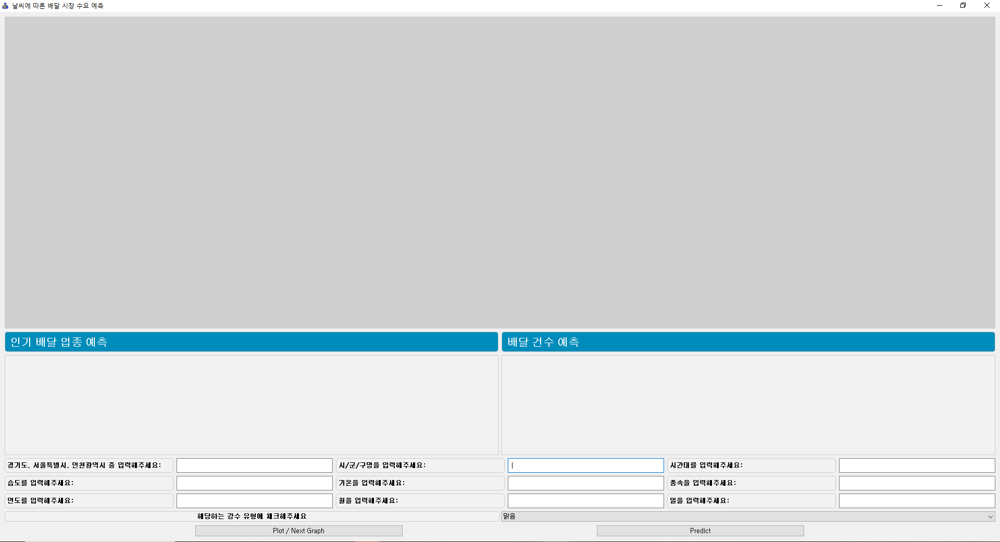 날씨에 따른 배달 시장 수요 예측
인기 배달 업종 예측
배달 건수 예측
경기도, 서울특별시, 인천광역시 중 입력해주세요:
시/군/구명을 입력해주세요:
시간대를 입력해주세요:
습도를 입력해주세요:
기온을 입력해주세요:
풍속을 입력해주세요:
연도를 입력해주세요:
월을 입력해주세요:
일을 입력해주세요:
해당하는 강수 유형에 체크해주세요
맑음
Plot / Next Graph
Predict